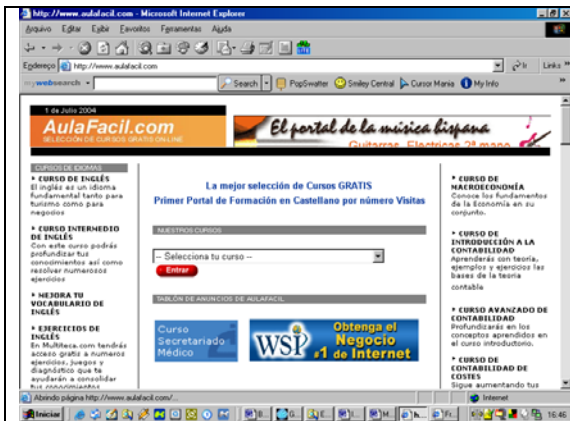 http://www.aulafacil.com - Microsoft Internet Explorer
Arquivo Editar Exibir Favoritos Ferramentas Ajuda
Endereço http://www.aulafacil.com Ir Links »
mywebsearch Search PopSwatter Smiley Central Cursor Mania My Info »
1 de Julio 2004
AulaFacil.com
SELECCIÓN DE CURSOS GRATIS ON-LINE
El portal de la música hispana
Guitarras Electricas 2ª mano
CURSOS DE IDIOMAS
CURSO DE INGLÉS
El inglés es un idioma
fundamental tanto para
turismo como para
negocios
CURSO INTERMEDIO
DE INGLÉS
Con este curso podrás
profundizar tus
conocimientos así como
resolver numerosos
ejercicios
MEJORA TU
VOCABULARIO DE
INGLÉS
EJERCICIOS DE
INGLÉS
En Multiteca.com tendrás
acceso gratis a numeros
ejercicios, juegos y
diagnóstico que te
ayudarán a consolidar
tus conocimientos
La mejor selección de Cursos GRATIS
Primer Portal de Formación en Castellano por número Visitas
NUESTROS CURSOS
-- Selecciona tu curso --
Entrar
TABLÓN DE ANUNCIOS DE AULAFACIL
Curso
Secretariado
Médico
WSI
Obtenga el
Negocio
#1 de Internet
CURSO DE
MACROECONOMÍA
Conoce los fundamentos
de la Economía en su
conjunto.
CURSO DE
INTRODUCCIÓN A LA
CONTABILIDAD
Aprenderás con teoría,
ejemplos y ejercicios las
bases de la teoría
contable
CURSO AVANZADO DE
CONTABILIDAD
Profundizarás en los
conceptos aprendidos en
el curso introductorio.
CURSO DE
CONTABILIDAD DE
COSTES
Sigue aumentando tus
Abrindo página http://www.aulafacil.com/... Internet
Iniciar 16:46